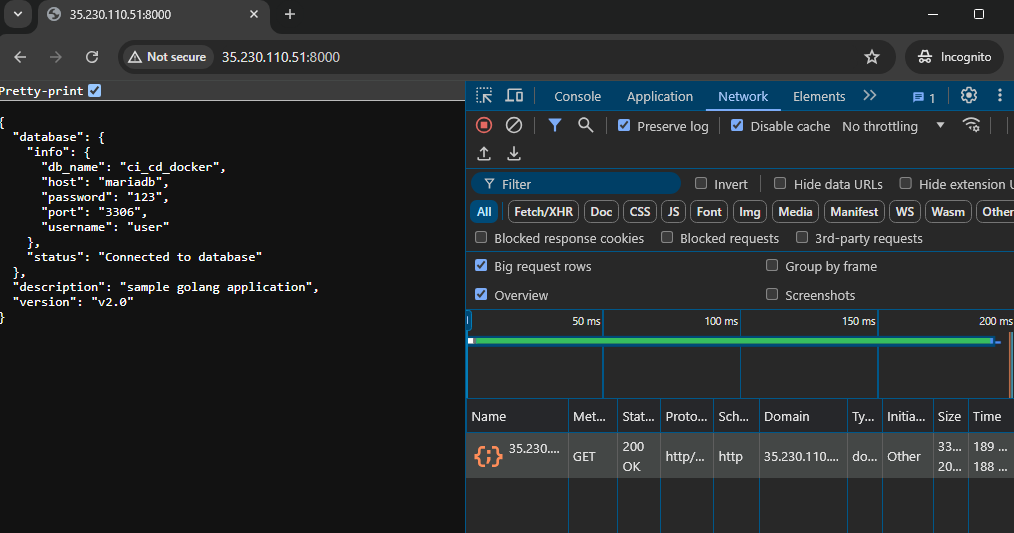 35.230.110.51:8000
Not secure 35.230.110.51:8000 Incognito
Pretty-print
{
"database": {
"info": {
"db_name": "ci_cd_docker",
"host": "mariadb",
"password": "123",
"port": "3306",
"username": "user"
},
"status": "Connected to database"
},
"description": "sample golang application",
"version": "v2.0"
}
Console Application Network Elements 1
Preserve log Disable cache No throttling
Filter Invert Hide data URLs Hide extension U
All Fetch/XHR Doc CSS JS Font Img Media Manifest WS Wasm Other
Blocked response cookies Blocked requests 3rd-party requests
Big request rows Group by frame
Overview Screenshots
50 ms 100 ms 150 ms 200 ms
Name Met... Stat... Proto... Sch... Domain Ty... Initia... Size Time
35.230.... GET 200 OK http/... http 35.230.110.... do... Other 33... 20... 189 ... 188 ...